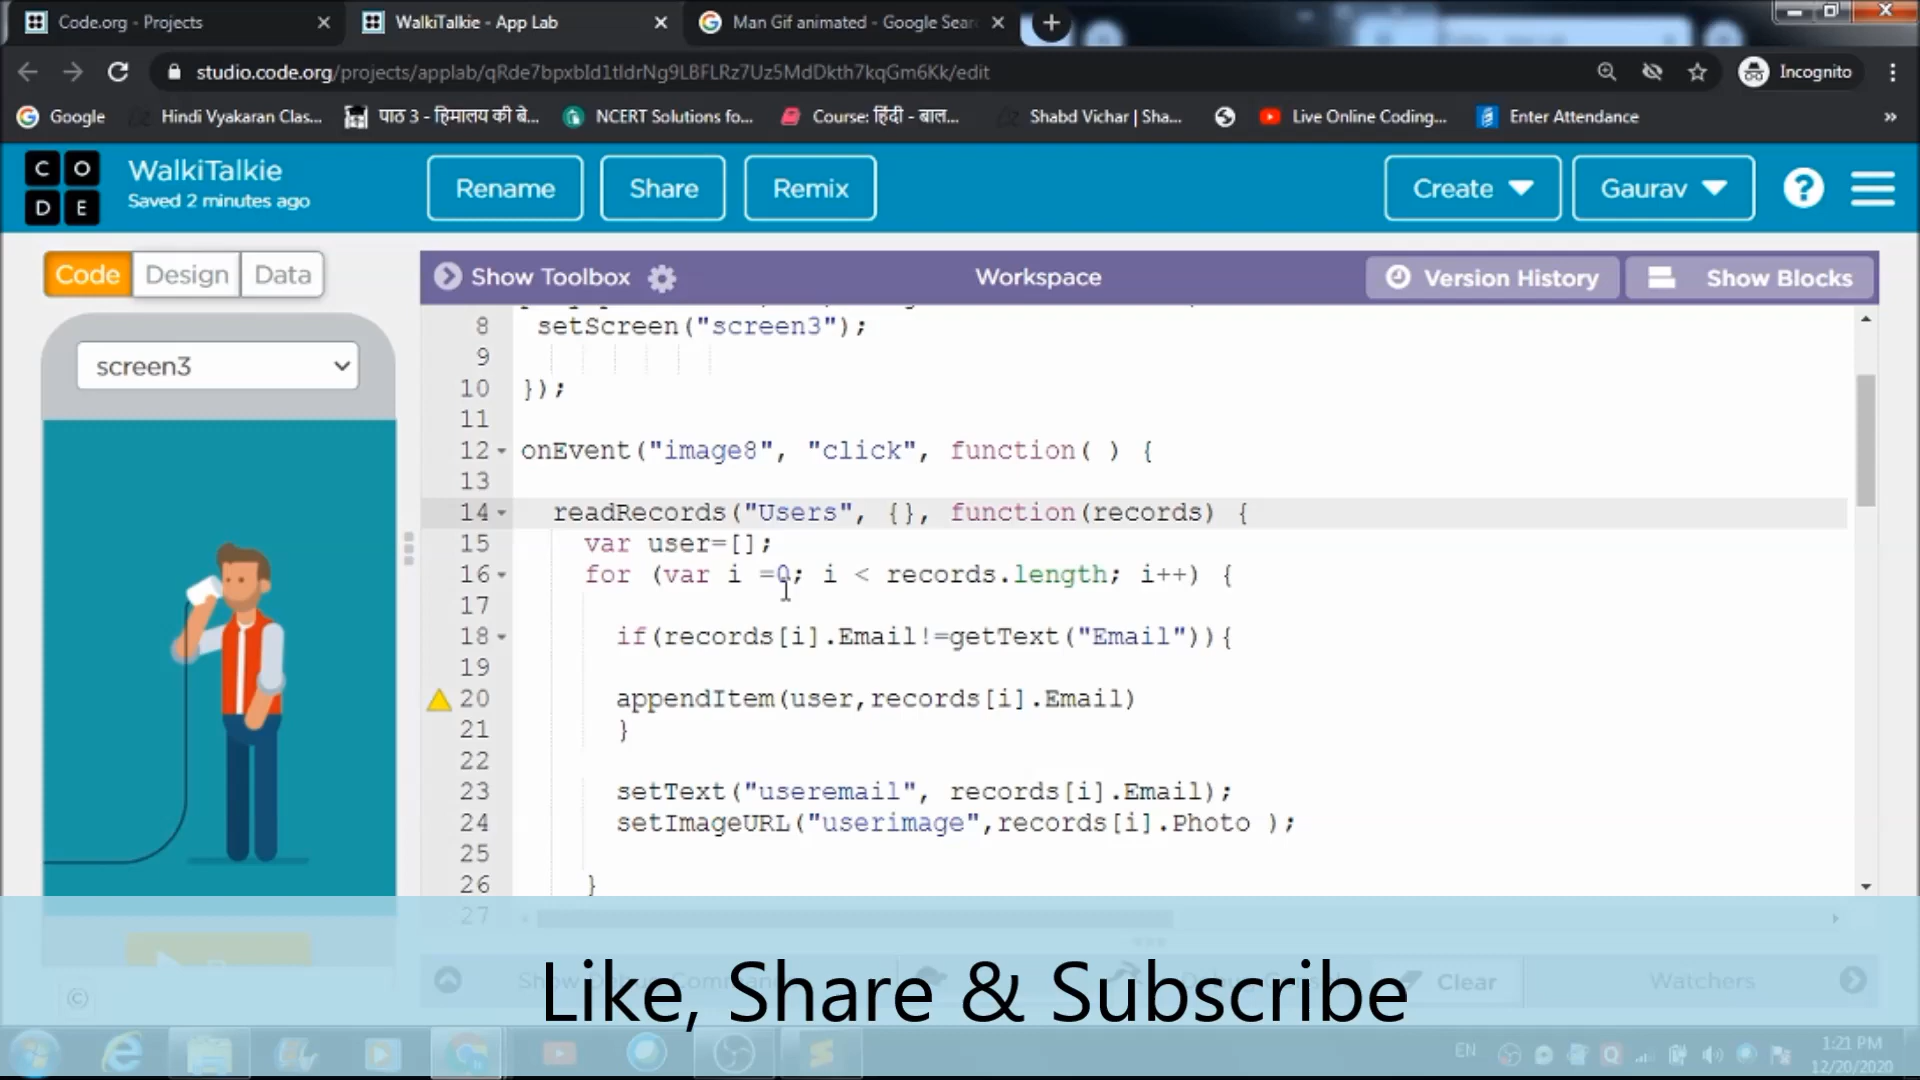 Code.org - Projects
WalkiTalkie - App Lab
Man Gif animated - Google Sear
studio.code.org/projects/applab/qRde7bpxbId1tldrNg9LBFLRz7Uz5MdDkth7kqGm6Kk/edit
Incognito
Google
Hindi Vyakaran Clas...
पाठ 3 - हिमालय की बे...
NCERT Solutions fo...
Course: हिंदी - बाल...
Shabd Vichar | Sha...
Live Online Coding...
Enter Attendance
»
CODE
WalkiTalkie
Saved 2 minutes ago
Rename
Share
Remix
Create
Gaurav
?
Code
Design
Data
Show Toolbox
Workspace
Version History
Show Blocks
screen3
8 setScreen("screen3");
9
10 });
11
12 onEvent("image8", "click", function( ) {
13
14 readRecords("Users", {}, function(records) {
15 var user=[];
16 for (var i =0; i < records.length; i++) {
17
18 if(records[i].Email!=getText("Email")){
19
20 appendItem(user,records[i].Email)
21 }
22
23 setText("useremail", records[i].Email);
24 setImageURL("userimage",records[i].Photo );
25
26 }
27
Clear
Watchers
Like, Share & Subscribe
EN
1:21 PM
12/20/2020